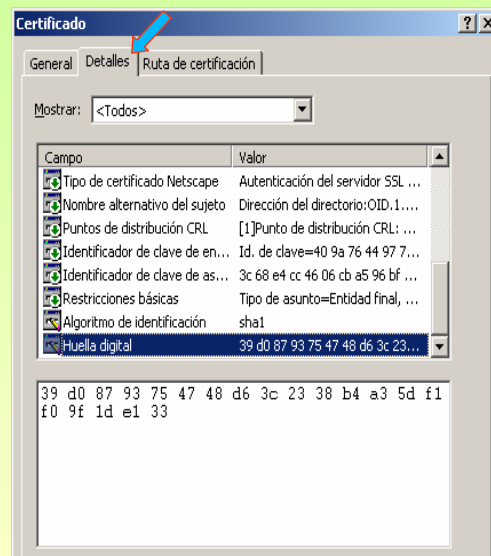 Certificado
General Detalles Ruta de certificación
Mostrar: <Todos>
Campo Valor
Tipo de certificado Netscape Autenticación del servidor SSL ...
Nombre alternativo del sujeto Dirección del directorio:OID.1....
Puntos de distribución CRL [1]Punto de distribución CRL: ...
Identificador de clave de en... Id. de clave=40 9a 76 44 97 7...
Identificador de clave de as... 3c 68 e4 cc 46 06 cb a5 96 bf ...
Restricciones básicas Tipo de asunto=Entidad final, ...
Algoritmo de identificación sha1
Huella digital 39 d0 87 93 75 47 48 d6 3c 23...
39 d0 87 93 75 47 48 d6 3c 23 38 b4 a3 5d f1
f0 9f 1d e1 33